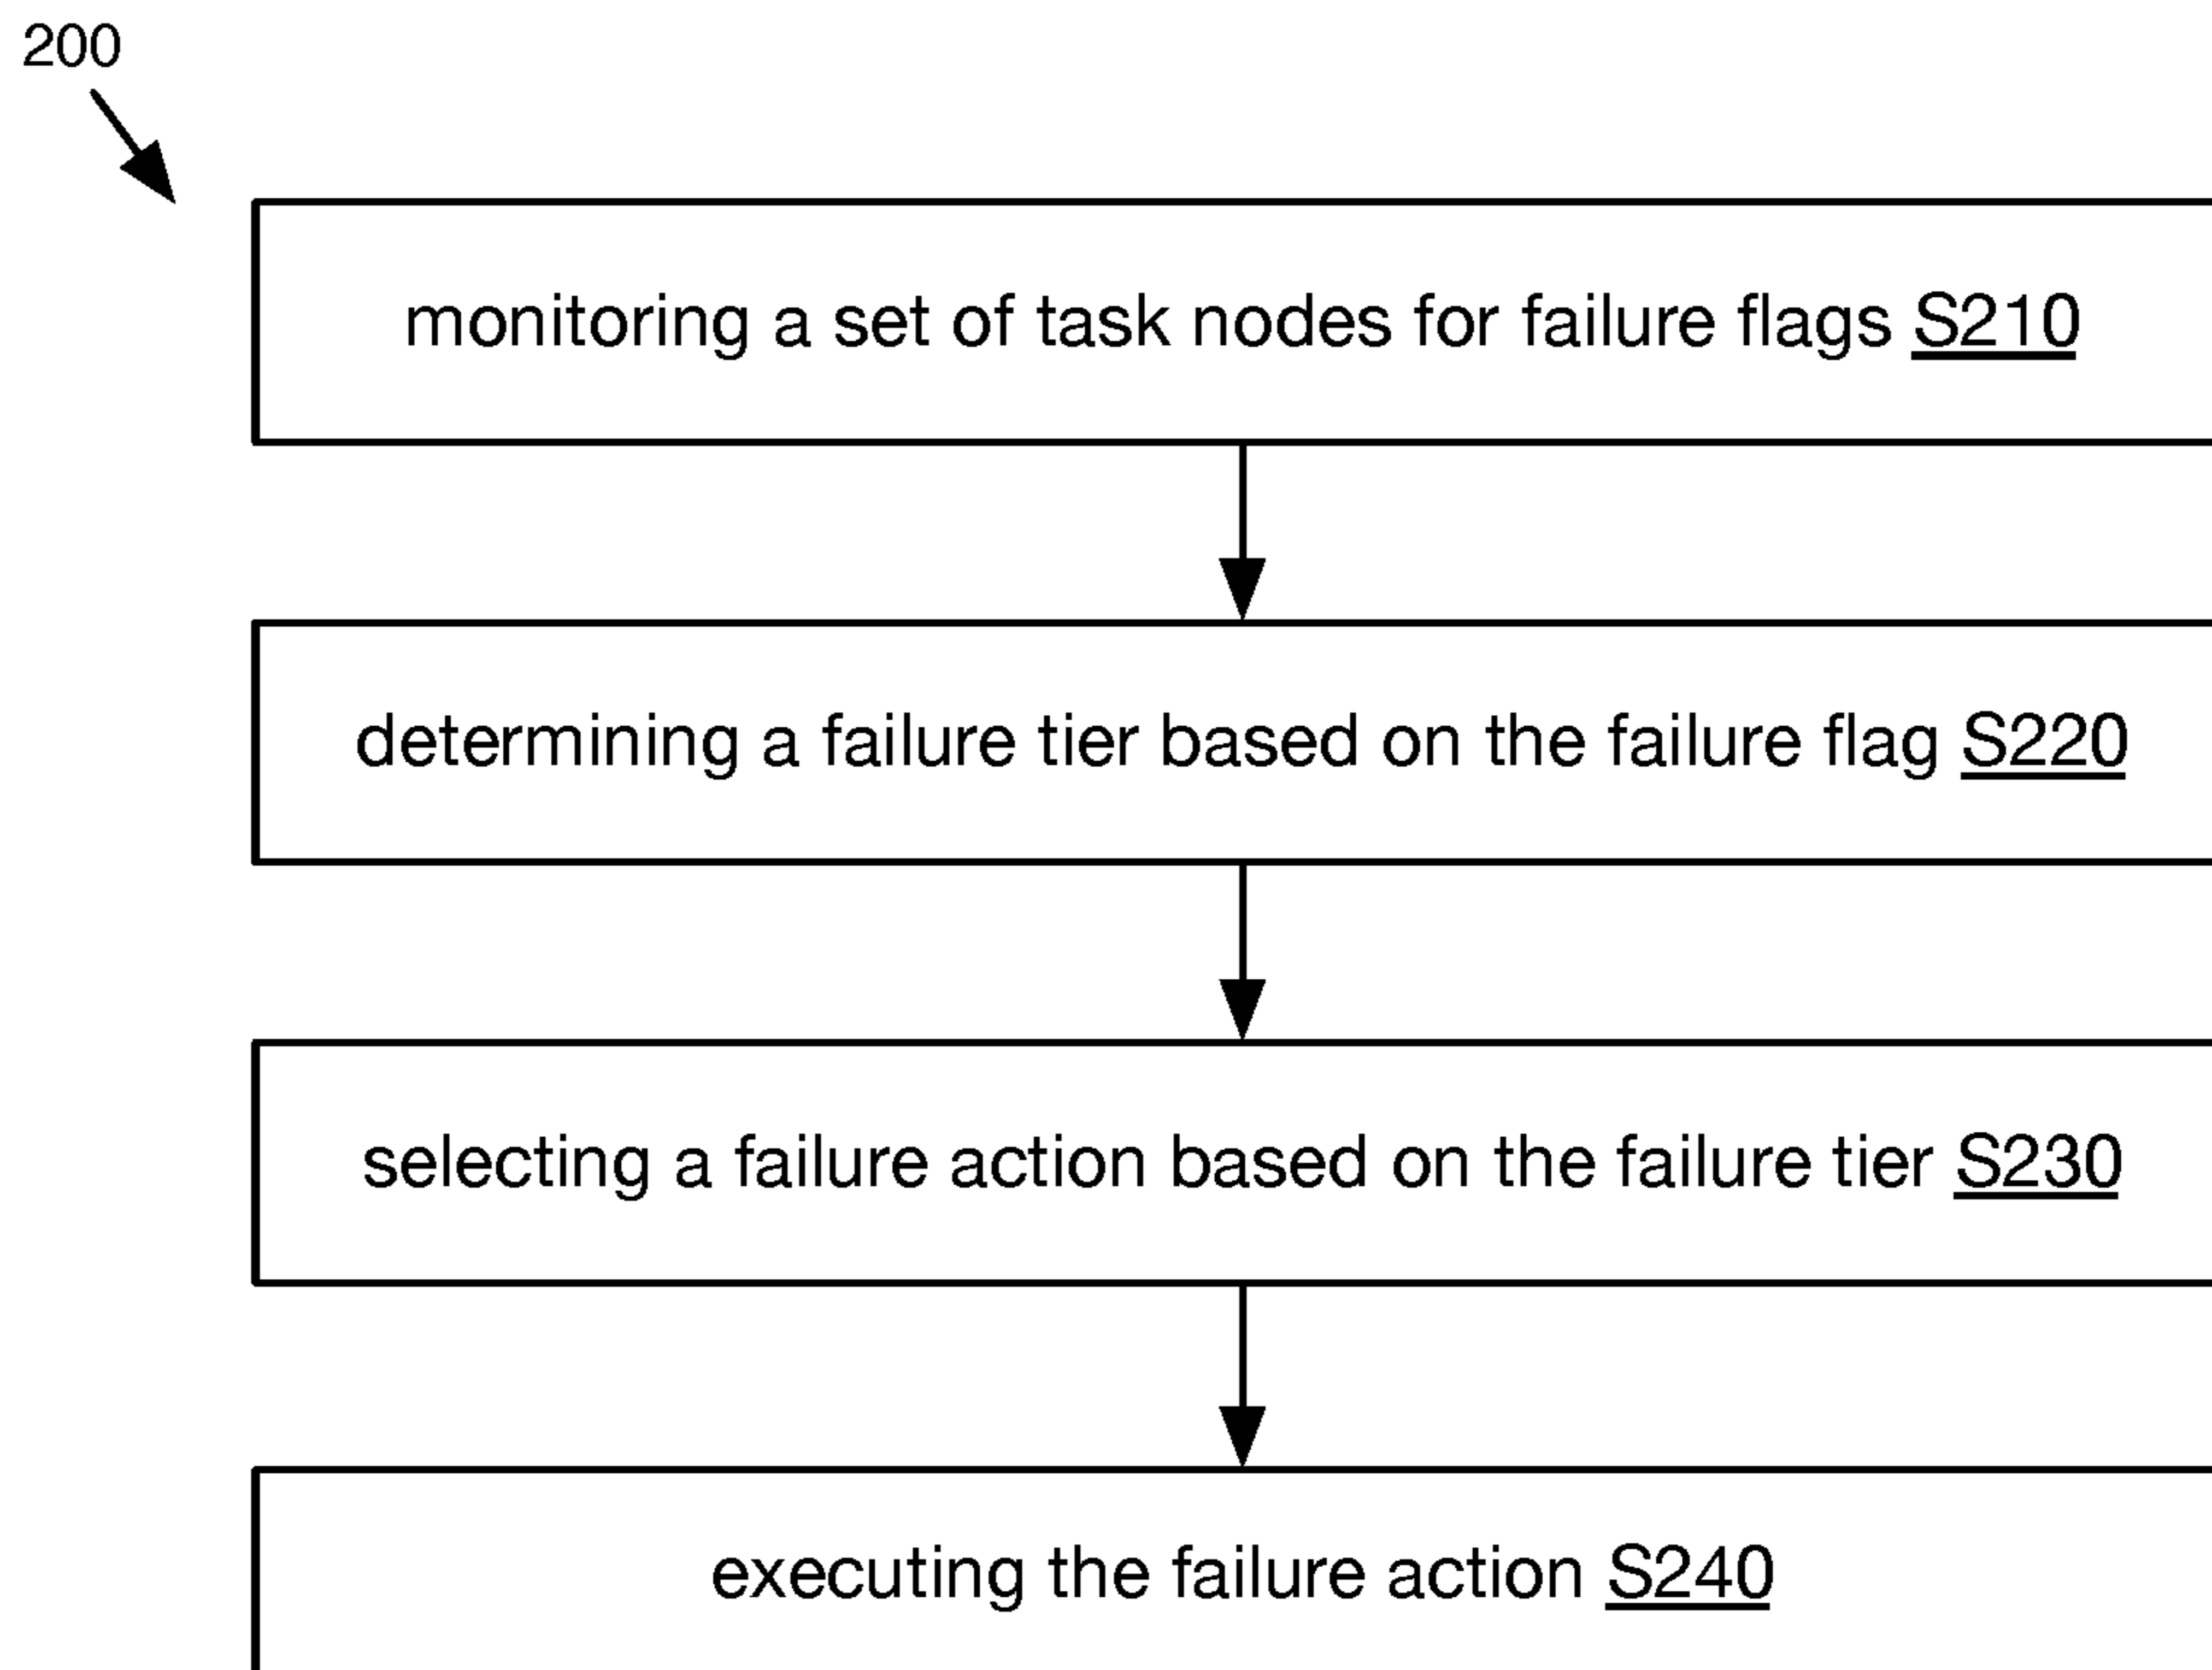 200
monitoring a set of task nodes for failure flags S210
determining a failure tier based on the failure flag S220
selecting a failure action based on the failure tier S230
executing the failure action S240